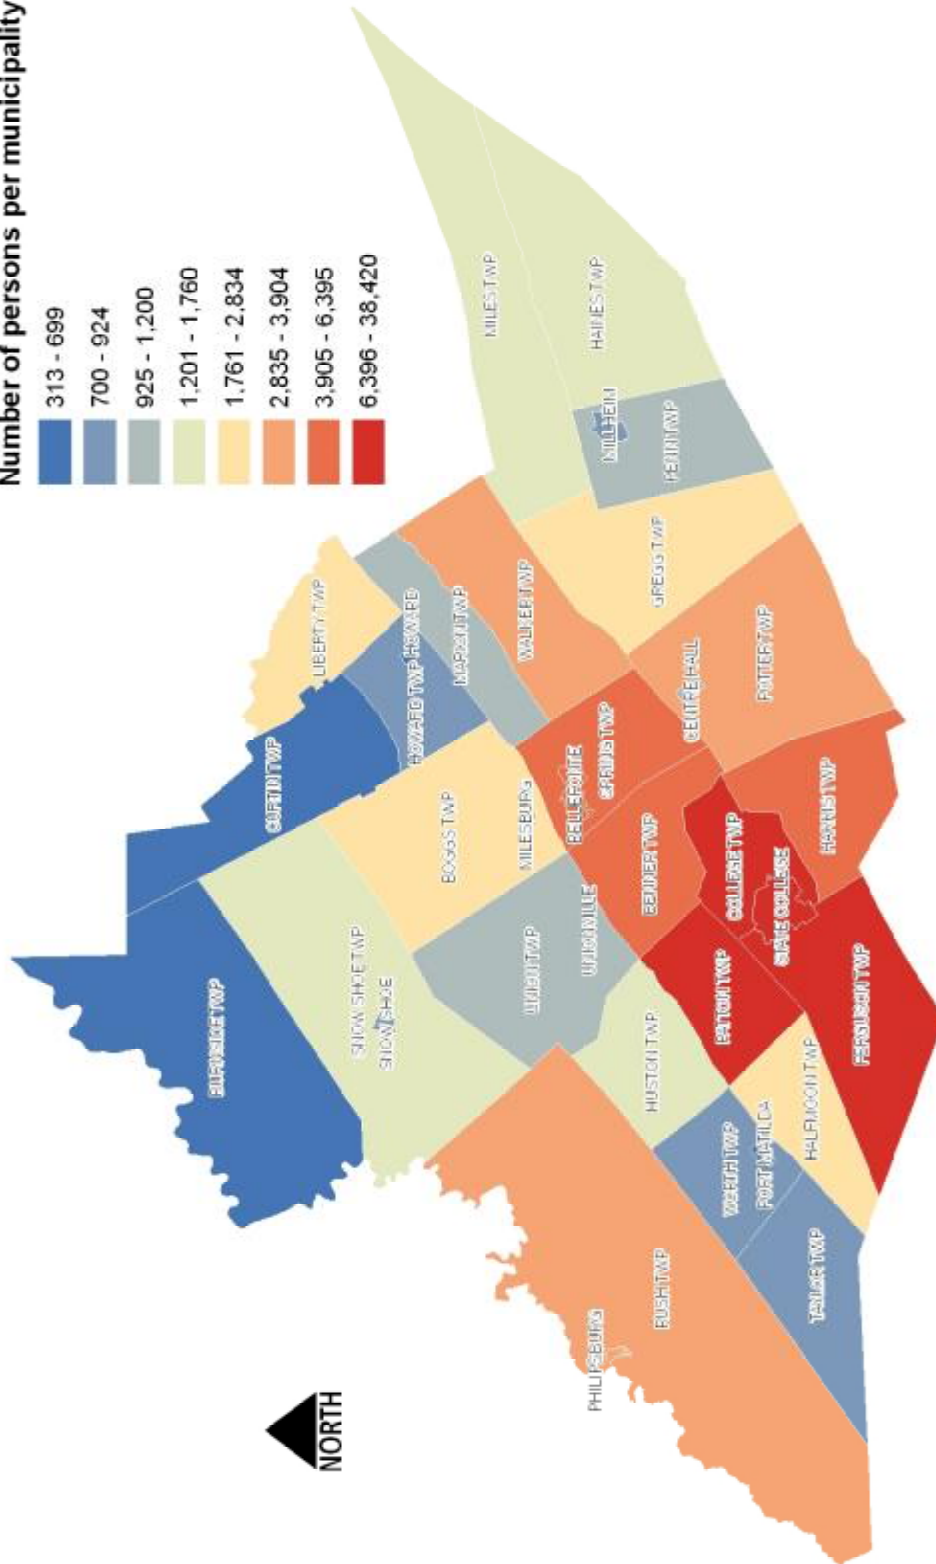 Number of persons per municipality
313 - 699
700 - 924
925 - 1,200
1,201 - 1,760
1,761 - 2,834
2,835 - 3,904
3,905 - 6,395
6,396 - 38,420
NORTH
BURNSIDE TWP
CURTIN TWP
LIBERTY TWP
SNOW SHOE TWP
SNOW SHOE
HOWARD TWP
HOWARD
BOGGS TWP
MARION TWP
MILES TWP
WALKER TWP
MILESBURG
UNION TWP
UNIONVILLE
BELLEFONTE
SPRING TWP
HAINES TWP
MILLHEIM
PENN TWP
GREGG TWP
PHILIPSBURG
RUSH TWP
HUSTON TWP
BENNER TWP
CENTRE HALL
POTTER TWP
PATTON TWP
COLLEGE TWP
STATE COLLEGE
HARRIS TWP
WORTH TWP
PORT MATILDA
HALFMOON TWP
TAYLOR TWP
FERGUSON TWP